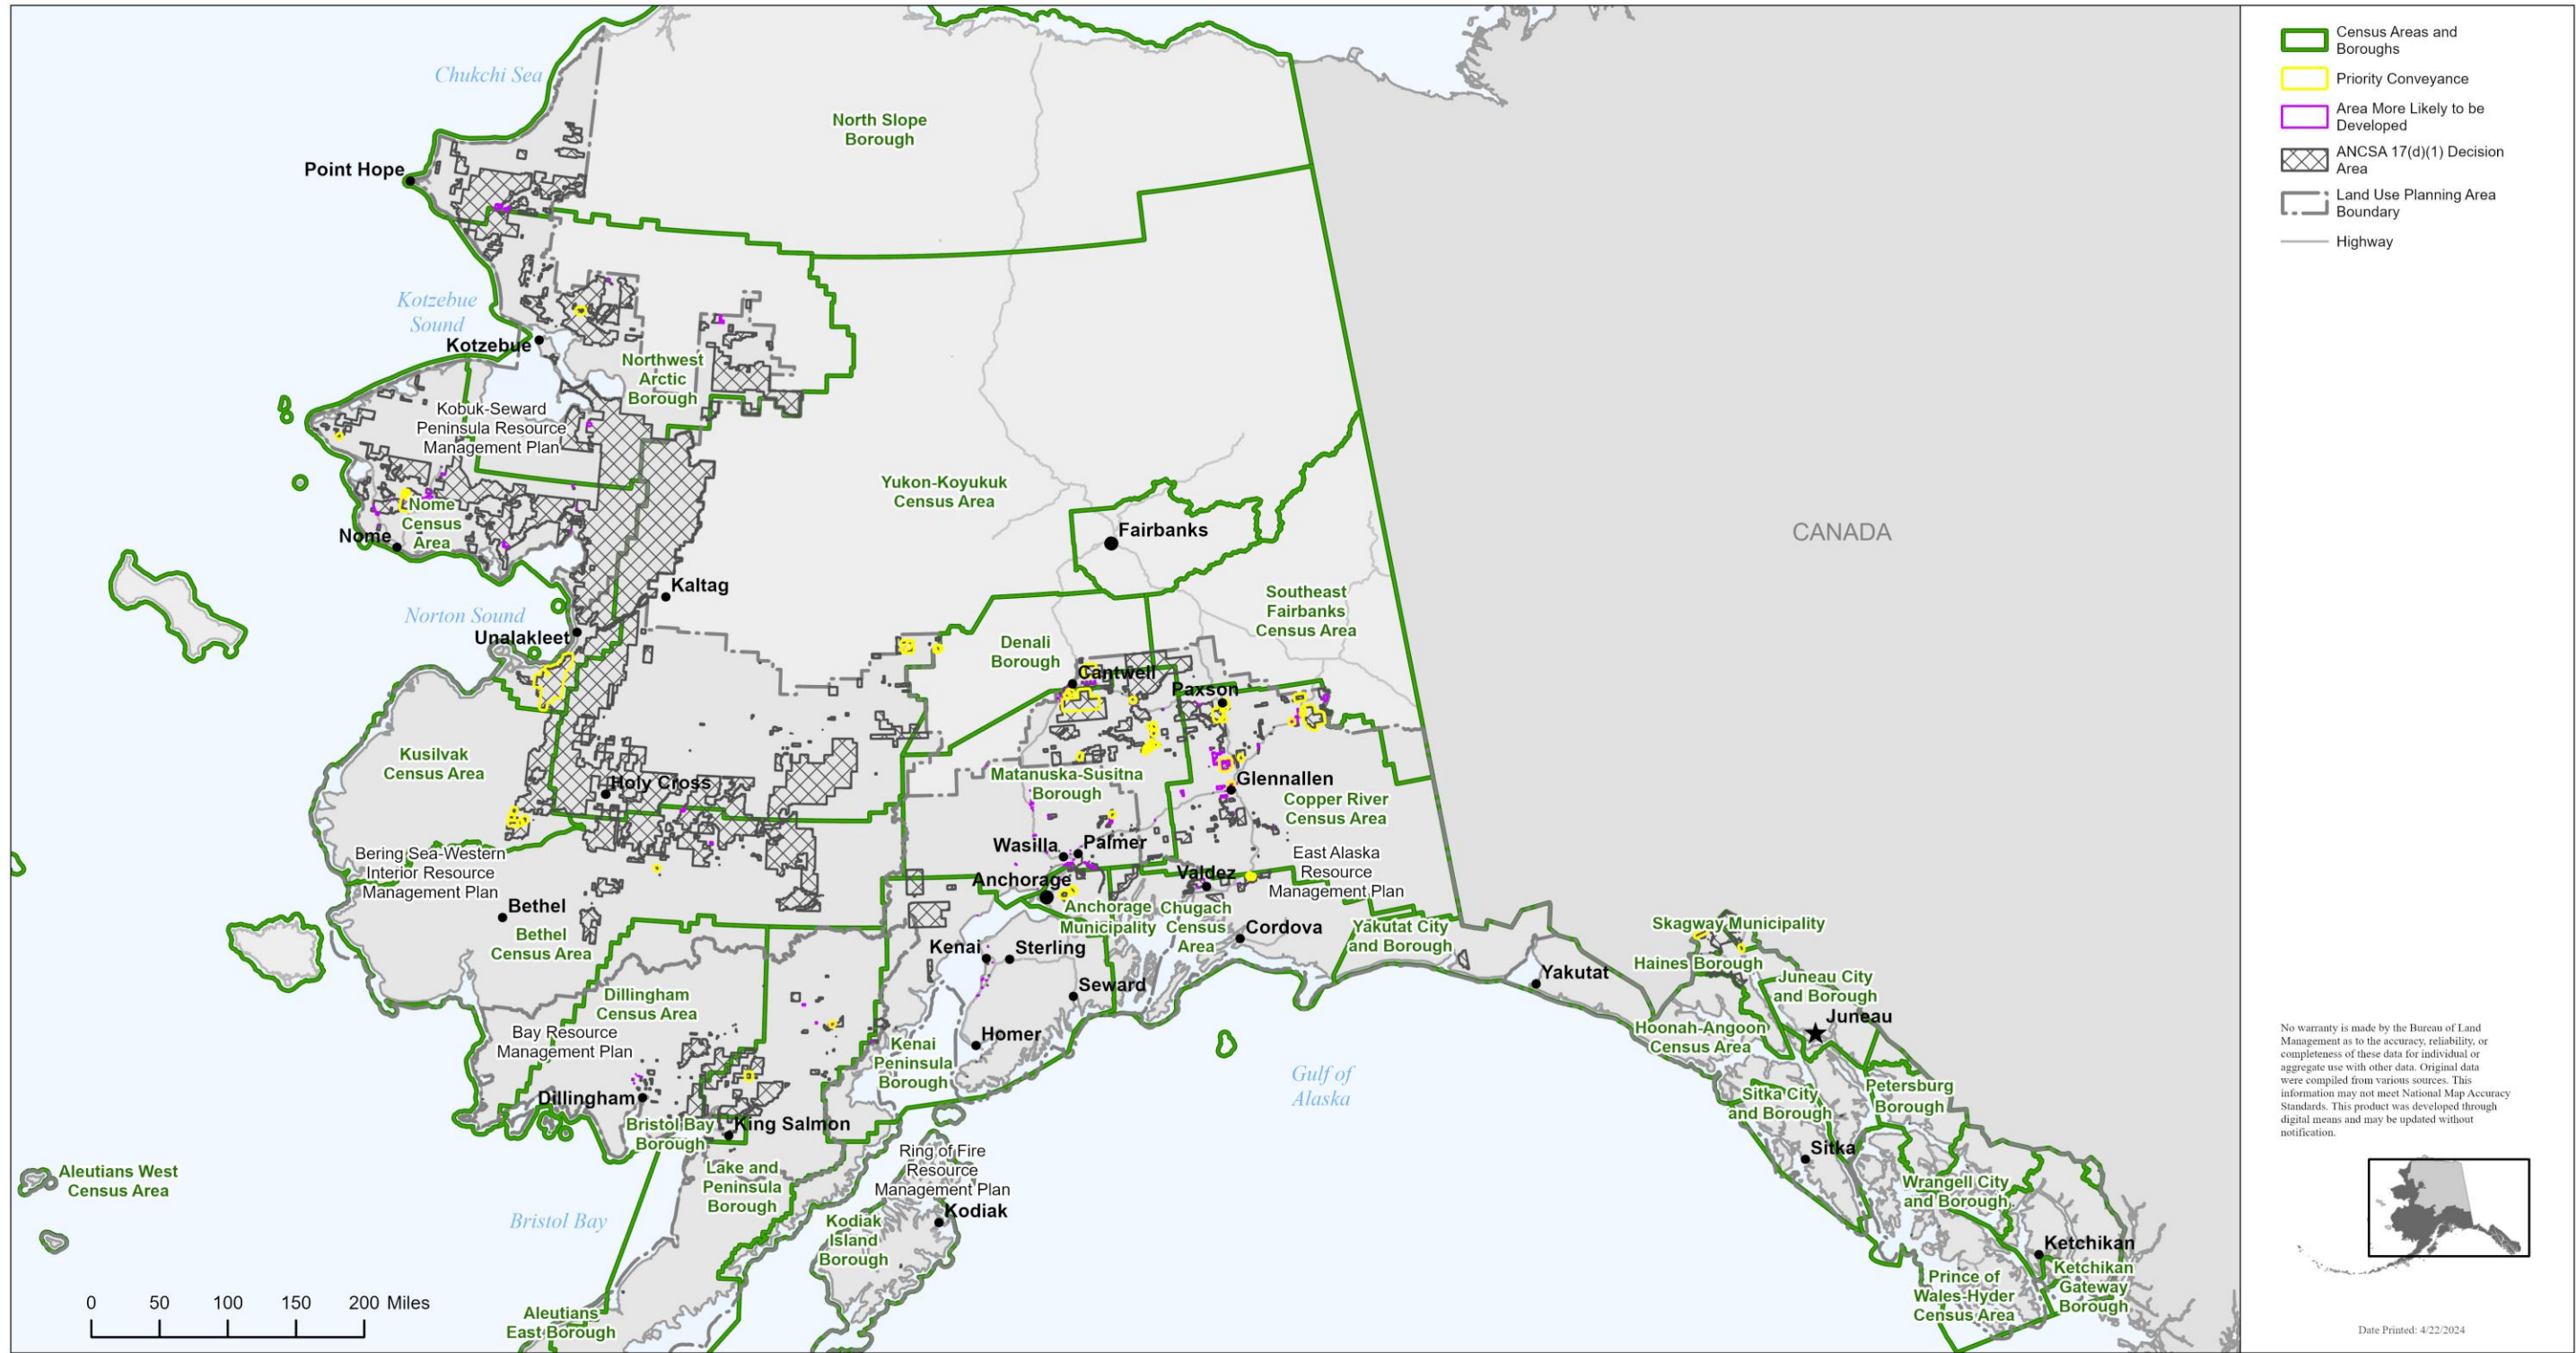 Chukchi Sea
North Slope
Borough
Point Hope
Kotzebue
Sound
Kotzebue
Northwest
Arctic
Borough
Kobuk-Seward
Peninsula Resource
Management Plan
Yukon-Koyukuk
Census Area
Nome
Census
Area
Nome
Fairbanks
CANADA
Kaltag
Norton Sound
Unalakleet
Southeast
Fairbanks
Census Area
Denali
Borough
Cantwell
Paxson
Kusilvak
Census Area
Holy Cross
Matanuska-Susitna
Borough
Glennallen
Copper River
Census Area
Wasilla
Palmer
Bering Sea-Western
Interior Resource
Management Plan
East Alaska
Resource
Management Plan
Anchorage
Valdez
Bethel
Bethel
Census Area
Anchorage
Municipality
Chugach
Census
Area
Cordova
Yakutat City
and Borough
Skagway Municipality
Kenai
Sterling
Yakutat
Haines Borough
Juneau City
and Borough
Seward
Dillingham
Census Area
Bay Resource
Management Plan
Homer
Kenai
Peninsula
Borough
Juneau
Hoonah-Angoon
Census Area
Gulf of
Alaska
Dillingham
Petersburg
Borough
Sitka City
and Borough
Bristol Bay
Borough
King Salmon
Sitka
Ring of Fire
Resource
Management Plan
Aleutians West
Census Area
Lake and
Peninsula
Borough
Wrangell City
and Borough
Bristol Bay
Kodiak
Kodiak
Island
Borough
Ketchikan
Ketchikan
Gateway
Borough
Prince of
Wales-Hyder
Census Area
Aleutians
East Borough
0 50 100 150 200 Miles
Census Areas and
Boroughs
Priority Conveyance
Area More Likely to be
Developed
ANCSA 17(d)(1) Decision
Area
Land Use Planning Area
Boundary
Highway
No warranty is made by the Bureau of Land
Management as to the accuracy, reliability, or
completeness of these data for individual or
aggregate use with other data. Original data
were compiled from various sources. This
information may not meet National Map Accuracy
Standards. This product was developed through
digital means and may be updated without
notification.
Date Printed: 4/22/2024